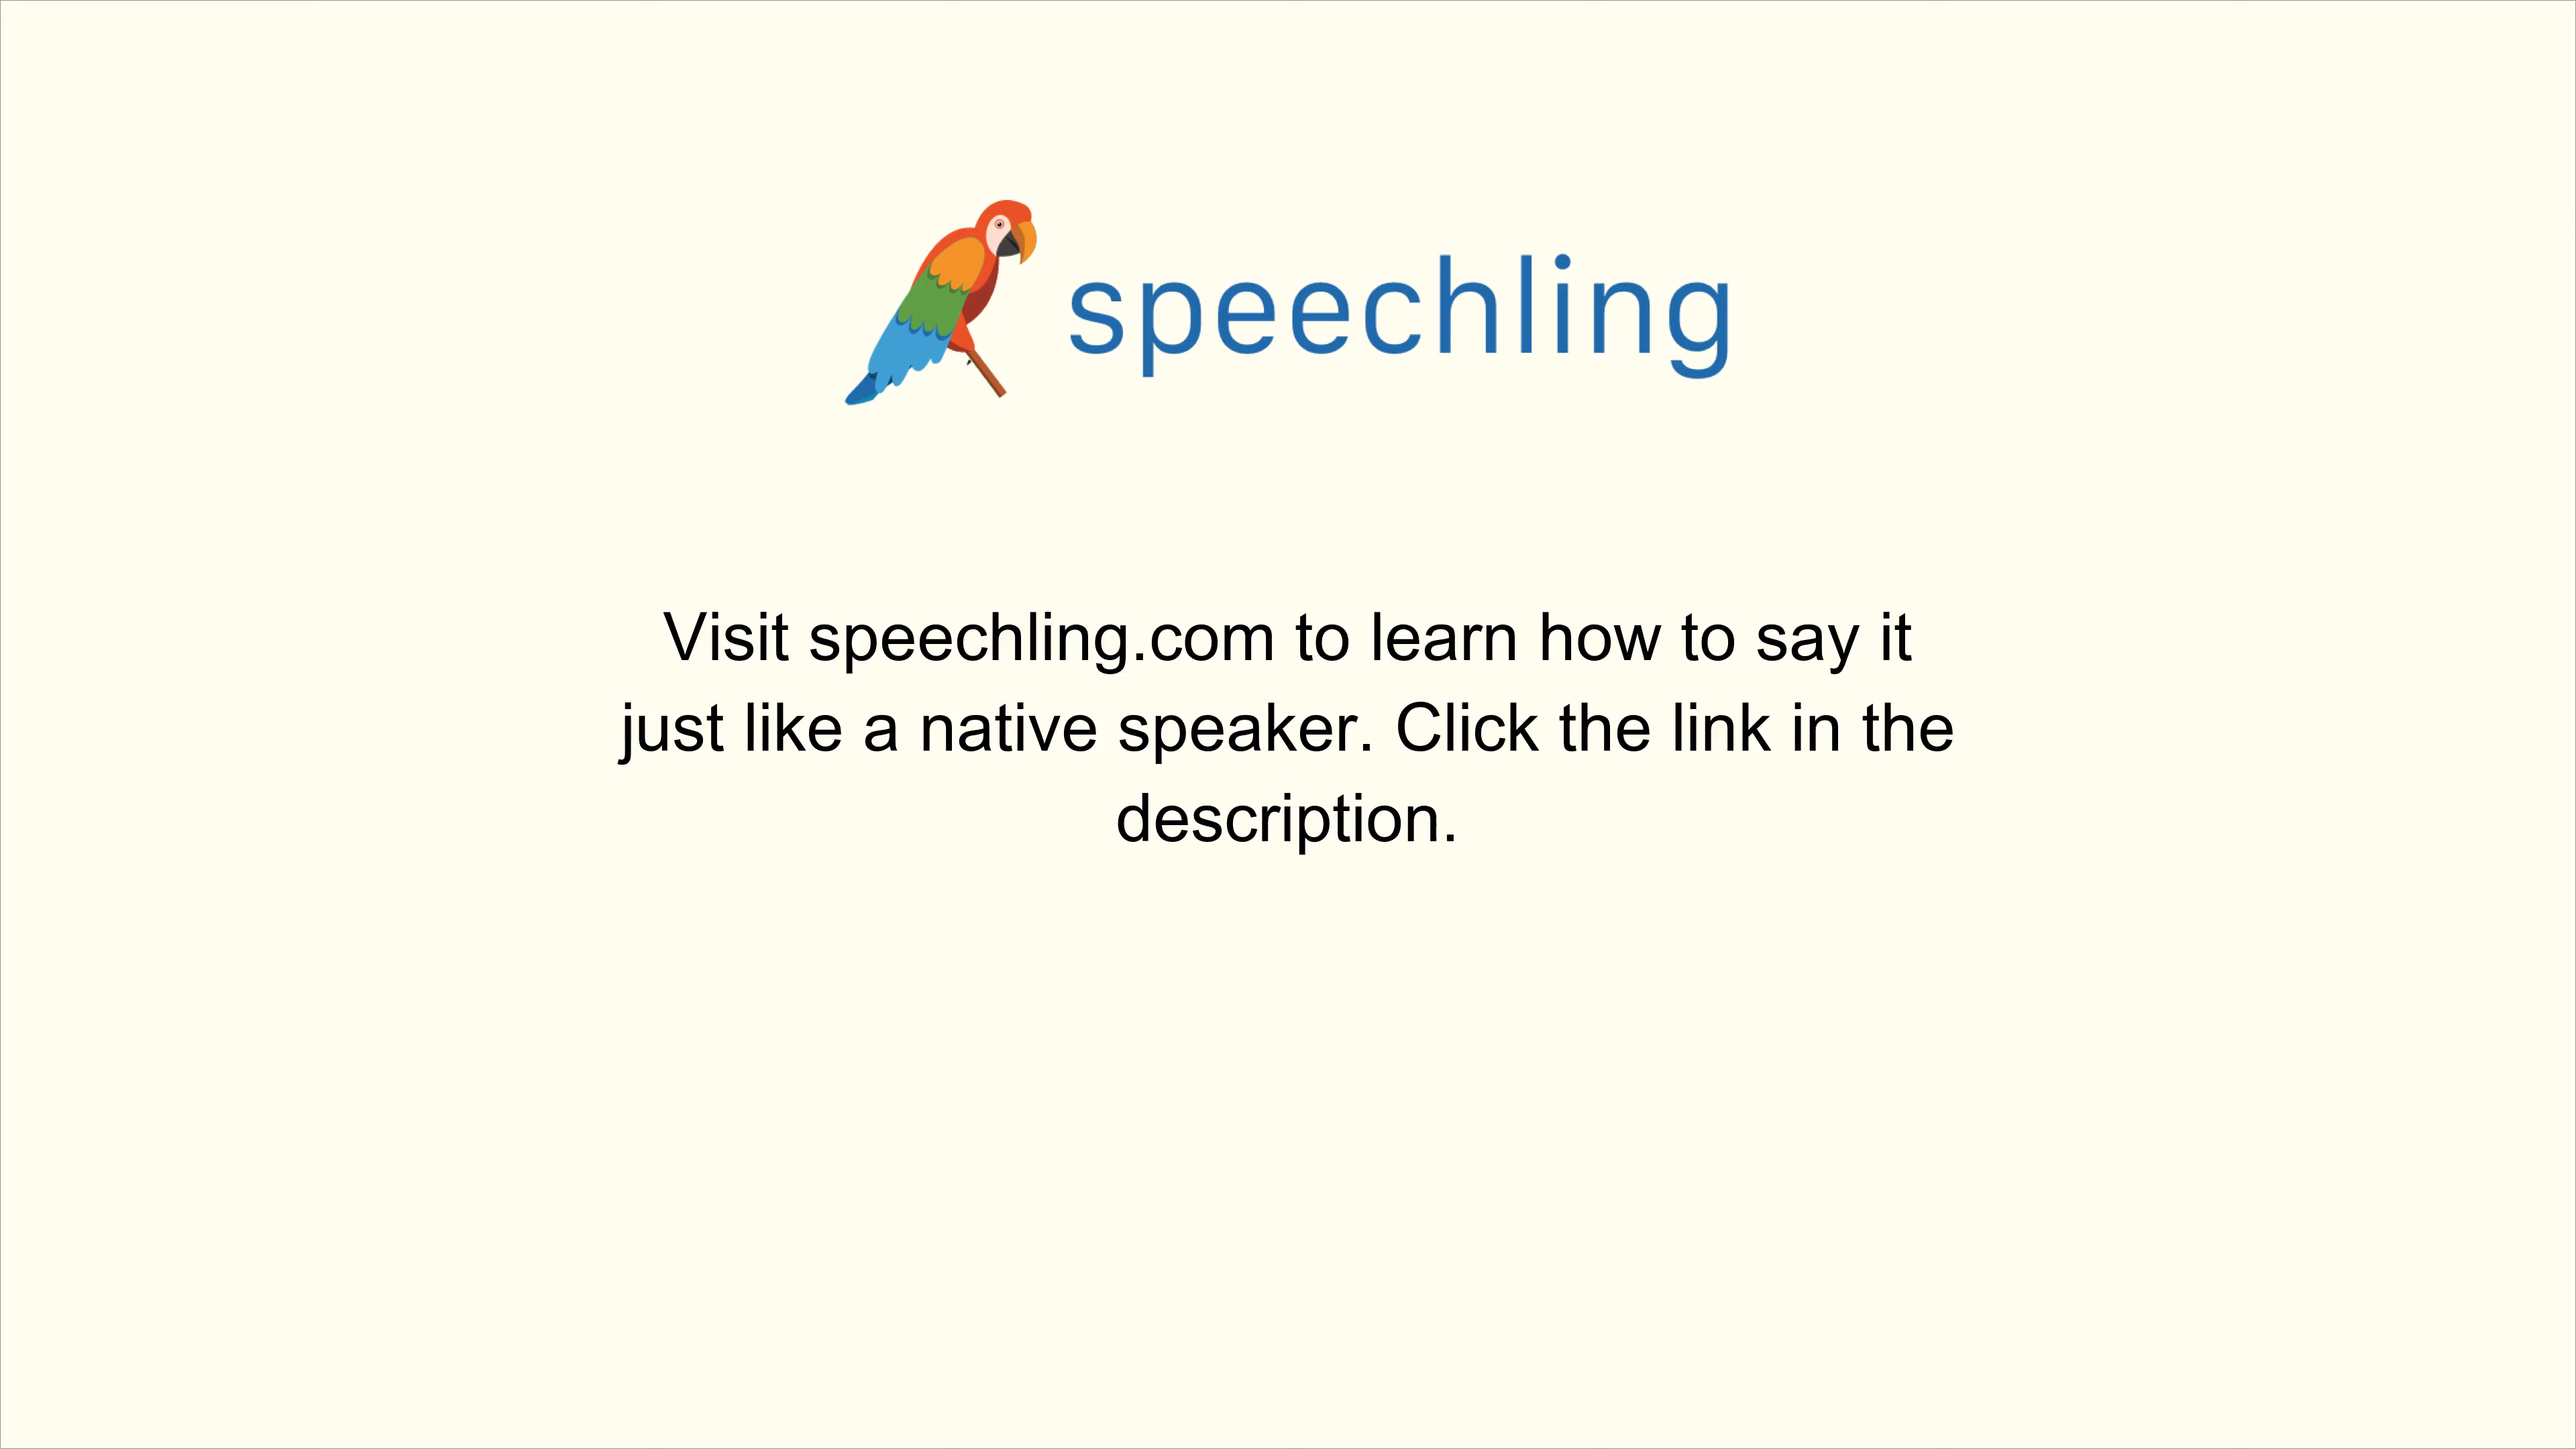 speechling
Visit speechling.com to learn how to say it
just like a native speaker. Click the link in the
description.